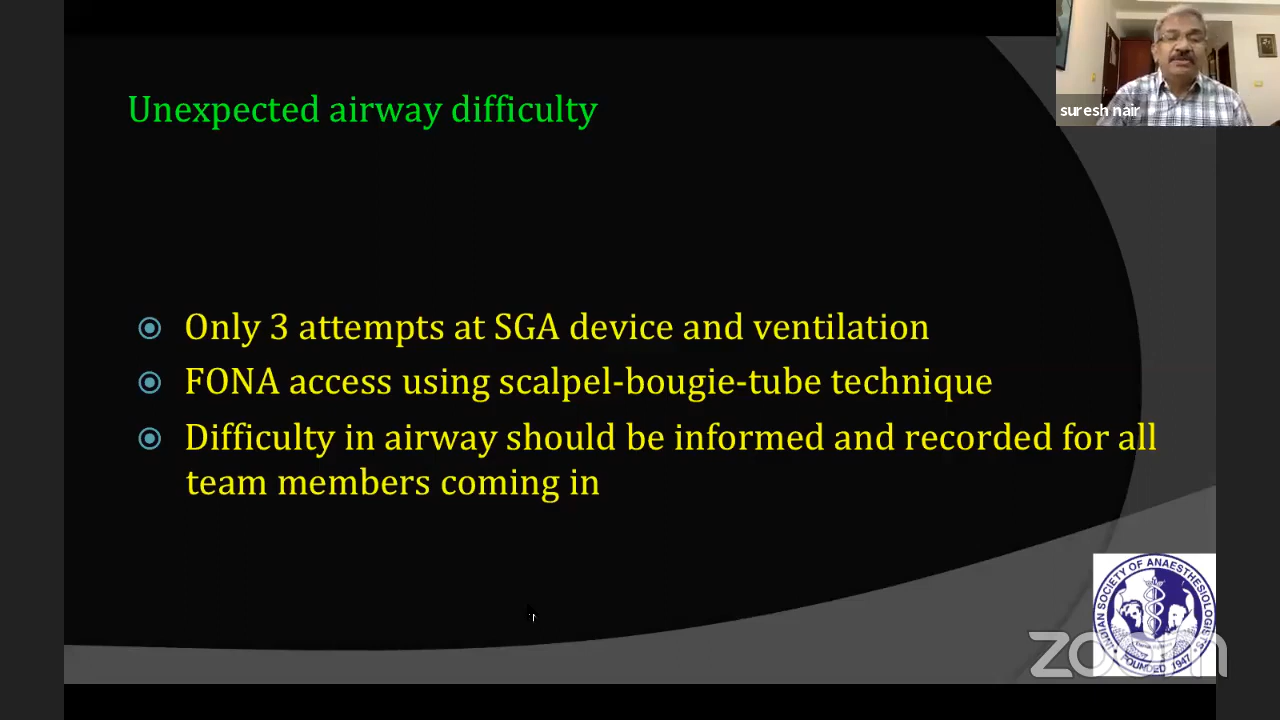 suresh nair
Unexpected airway difficulty
Only 3 attempts at SGA device and ventilation
FONA access using scalpel-bougie-tube technique
Difficulty in airway should be informed and recorded for all
team members coming in
INDIAN SOCIETY OF ANAESTHESIOLOGISTS
FOUNDED 1947
zoom